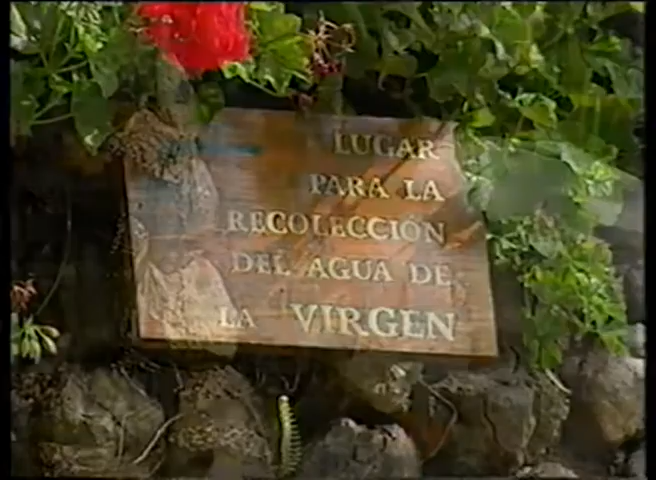 LUGAR
PARA LA
RECOLECCIÓN
DEL AGUA DE
LA VIRGEN